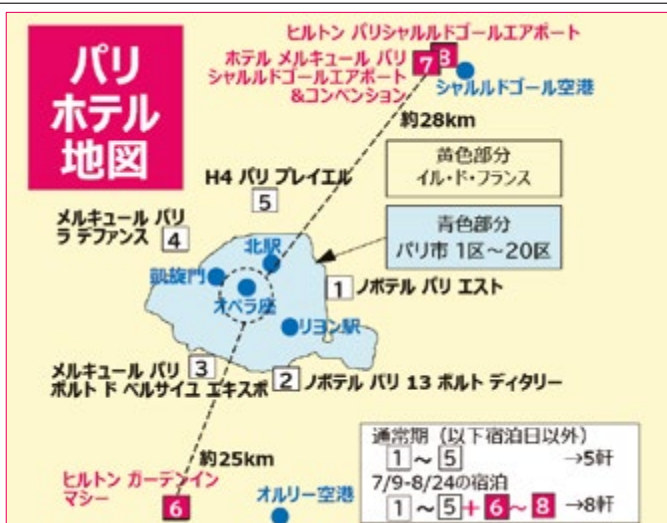 パリ
ホテル
地図
ヒルトン パリシャルルドゴールエアポート
ホテル メルキュール パリ
シャルルドゴールエアポート
&コンベンション
7
8
シャルルドゴール空港
約28km
黄色部分
イル・ド・フランス
H4 パリ プレイエル
5
青色部分
パリ市 1区～20区
メルキュール パリ
ラ デファンス
4
北駅
凱旋門
オペラ座
1
ノボテル パリ エスト
リヨン駅
メルキュール パリ
ポルト ド ベルサイユ エキスポ
3
2
ノボテル パリ 13 ポルト ディタリー
約25km
ヒルトン ガーデンイン
マシー
6
オルリー空港
通常期（以下宿泊日以外）
1～5 →5軒
7/9-8/24の宿泊
1～5+6～8 →8軒